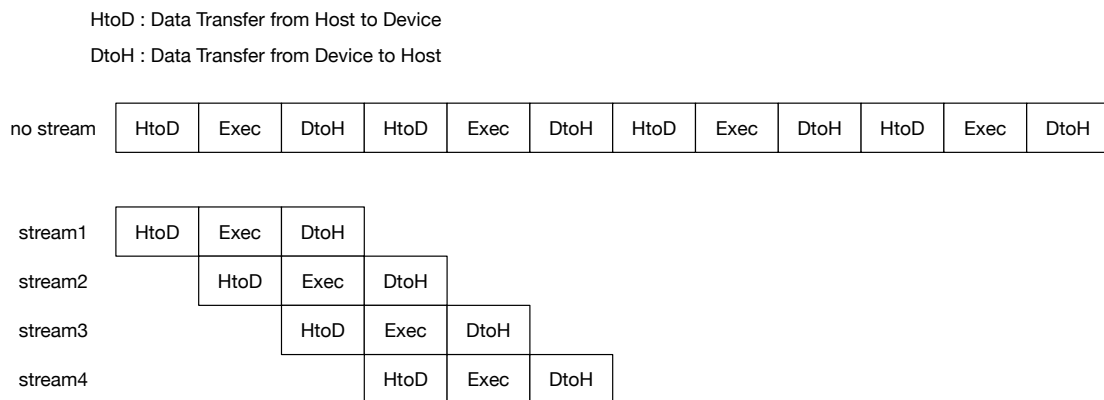 HtoD : Data Transfer from Host to Device
DtoH : Data Transfer from Device to Host
no stream HtoD Exec DtoH HtoD Exec DtoH HtoD Exec DtoH HtoD Exec DtoH
stream1 HtoD Exec DtoH
stream2 HtoD Exec DtoH
stream3 HtoD Exec DtoH
stream4 HtoD Exec DtoH